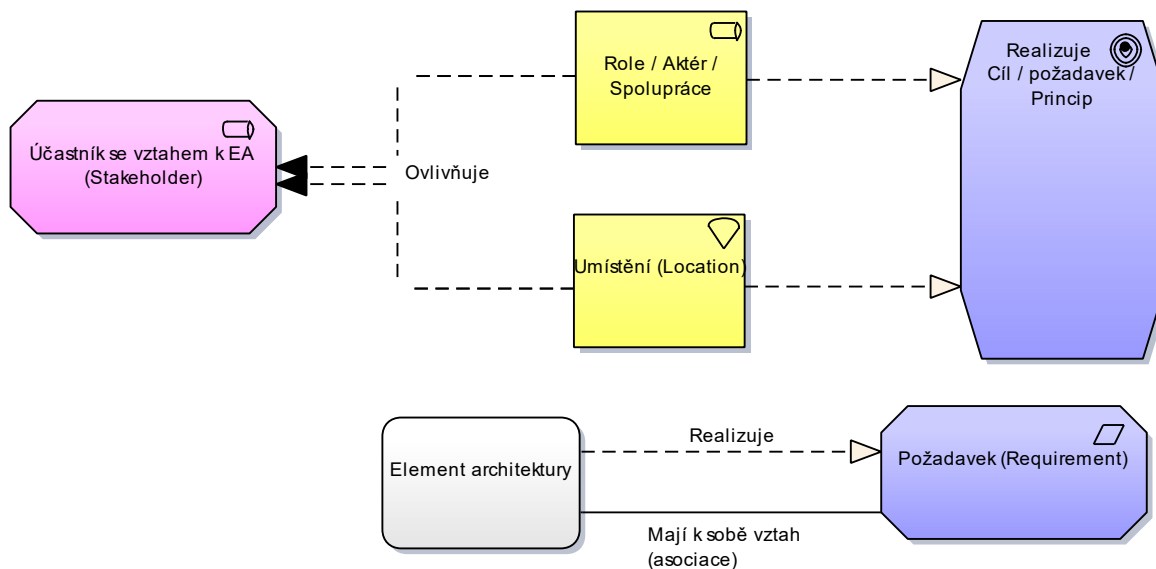 Role / Aktér /
Spolupráce
Realizuje
Cíl / požadavek /
Princip
Účastník se vztahem k EA
(Stakeholder)
Ovlivňuje
Umístění (Location)
Realizuje
Element architektury
Požadavek (Requirement)
Mají k sobě vztah
(asociace)